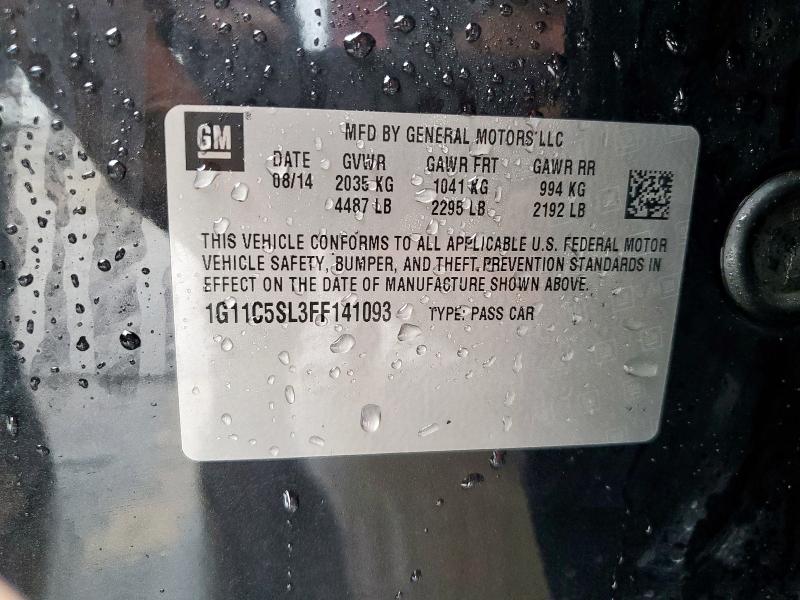 GM
MFD BY GENERAL MOTORS LLC
DATE GVWR GAWR FRT GAWR RR
08/14 2035 KG 1041 KG 994 KG
4487 LB 2295 LB 2192 LB
THIS VEHICLE CONFORMS TO ALL APPLICABLE U.S. FEDERAL MOTOR
VEHICLE SAFETY, BUMPER, AND THEFT PREVENTION STANDARDS IN
EFFECT ON THE DATE OF MANUFACTURE SHOWN ABOVE.
1G11C5SL3FF141093 TYPE: PASS CAR